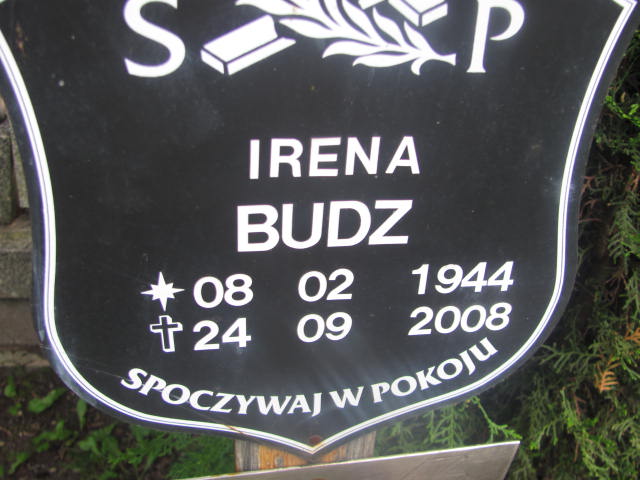 S P
IRENA
BUDZ
08 02 1944
24 09 2008
SPOCZYWAJ W POKOJU